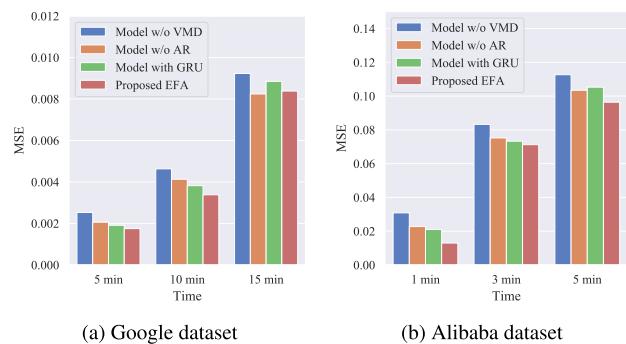 0.012
0.010
0.008
0.006
0.004
0.002
0.000
MSE
Model w/o VMD
Model w/o AR
Model with GRU
Proposed EFA
5 min 10 min 15 min
Time
(a) Google dataset
0.14
0.12
0.10
0.08
0.06
0.04
0.02
0.00
MSE
Model w/o VMD
Model w/o AR
Model with GRU
Proposed EFA
1 min 3 min 5 min
Time
(b) Alibaba dataset